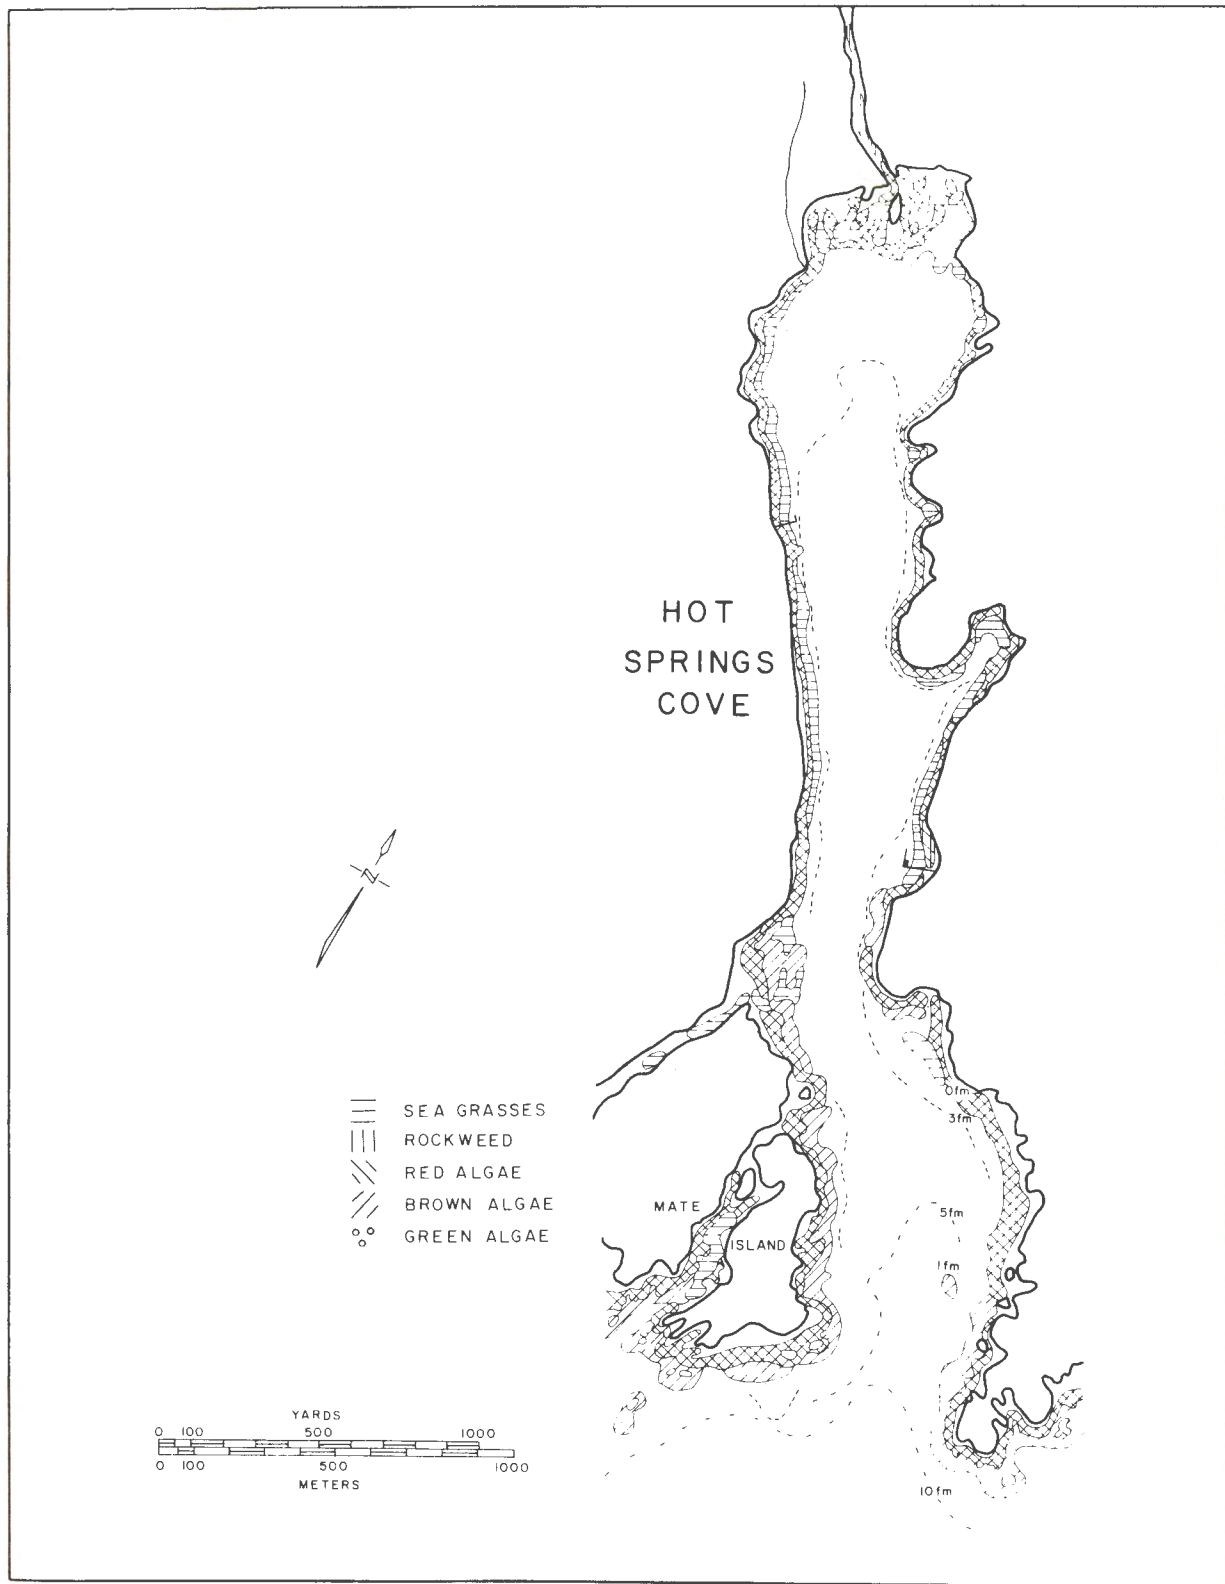 HOT
SPRINGS
COVE
N
SEA GRASSES
ROCKWEED
RED ALGAE
BROWN ALGAE
GREEN ALGAE
0fm
3fm
MATE
ISLAND
5fm
1fm
10fm
YARDS
0 100 500 1000
0 100 500 1000
METERS